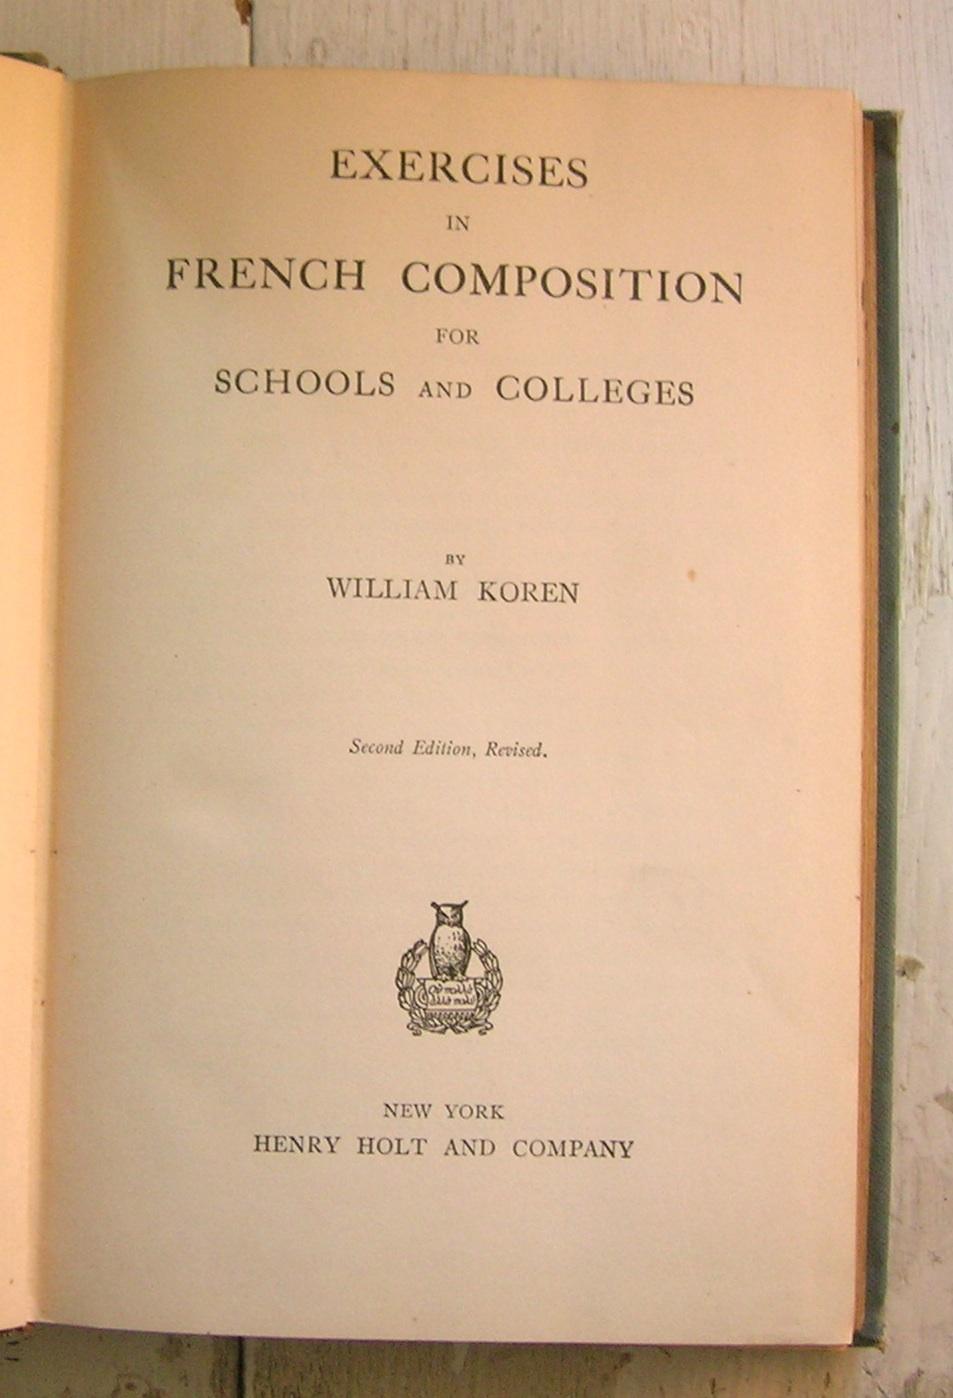 EXERCISES
IN
FRENCH COMPOSITION
FOR
SCHOOLS AND COLLEGES
BY
WILLIAM KOREN
Second Edition, Revised.
NEW YORK
HENRY HOLT AND COMPANY